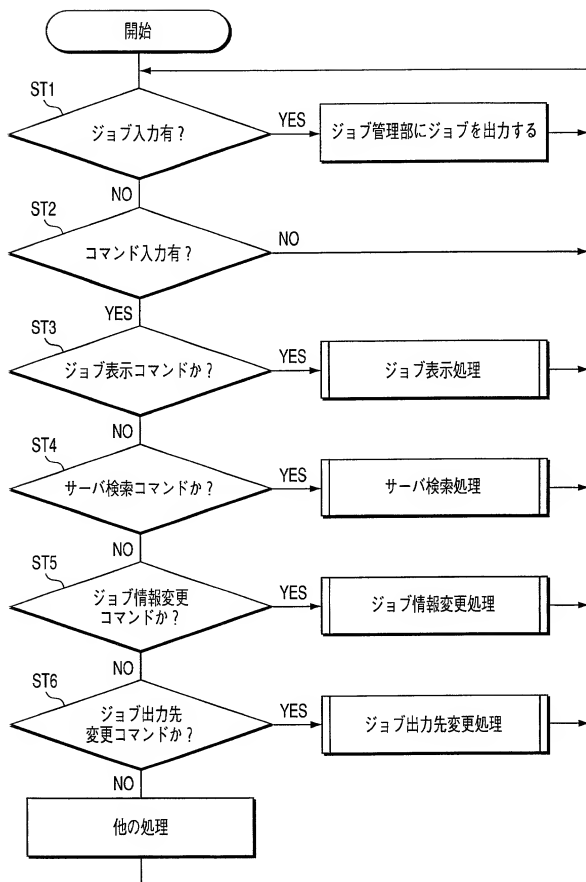 開始
ST1
ジョブ入力有？
YES
ジョブ管理部にジョブを出力する
NO
ST2
コマンド入力有？
NO
YES
ST3
ジョブ表示コマンドか？
YES
ジョブ表示処理
NO
ST4
サーバ検索コマンドか？
YES
サーバ検索処理
NO
ST5
ジョブ情報変更
コマンドか？
YES
ジョブ情報変更処理
NO
ST6
ジョブ出力先
変更コマンドか？
YES
ジョブ出力先変更処理
NO
他の処理